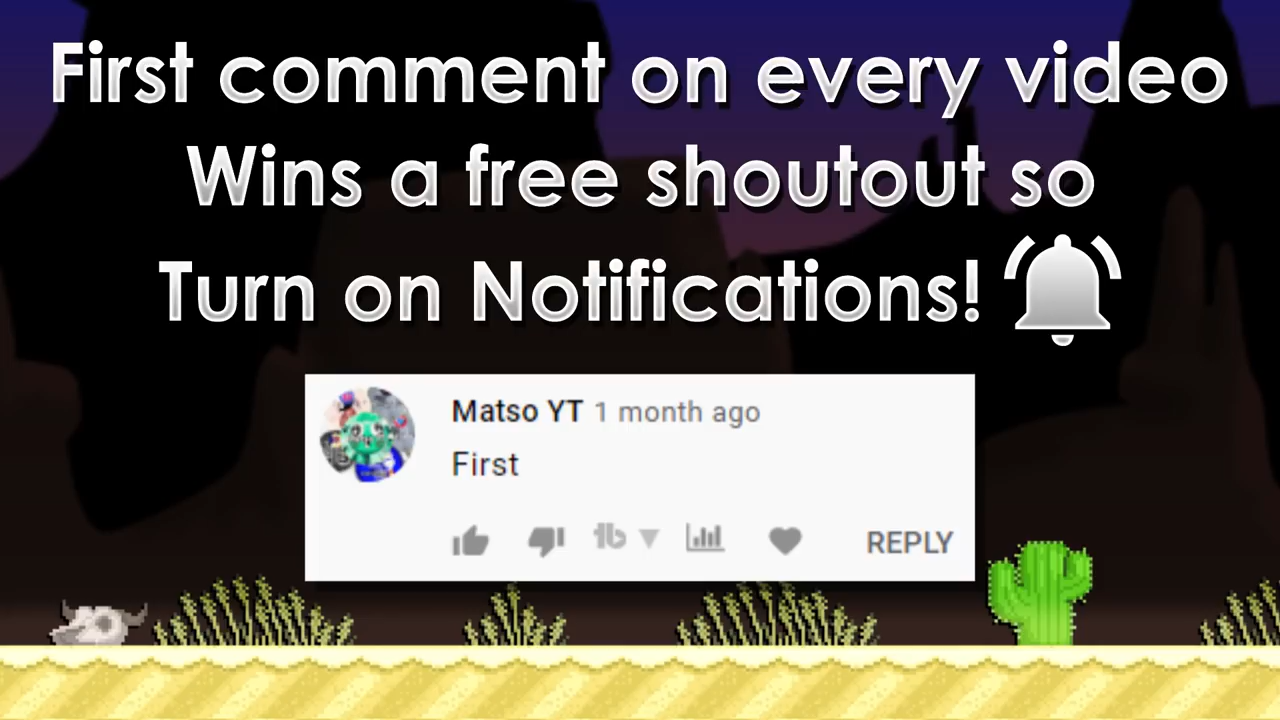 First comment on every video
Wins a free shoutout so
Turn on Notifications!
Matso YT 1 month ago
First
REPLY